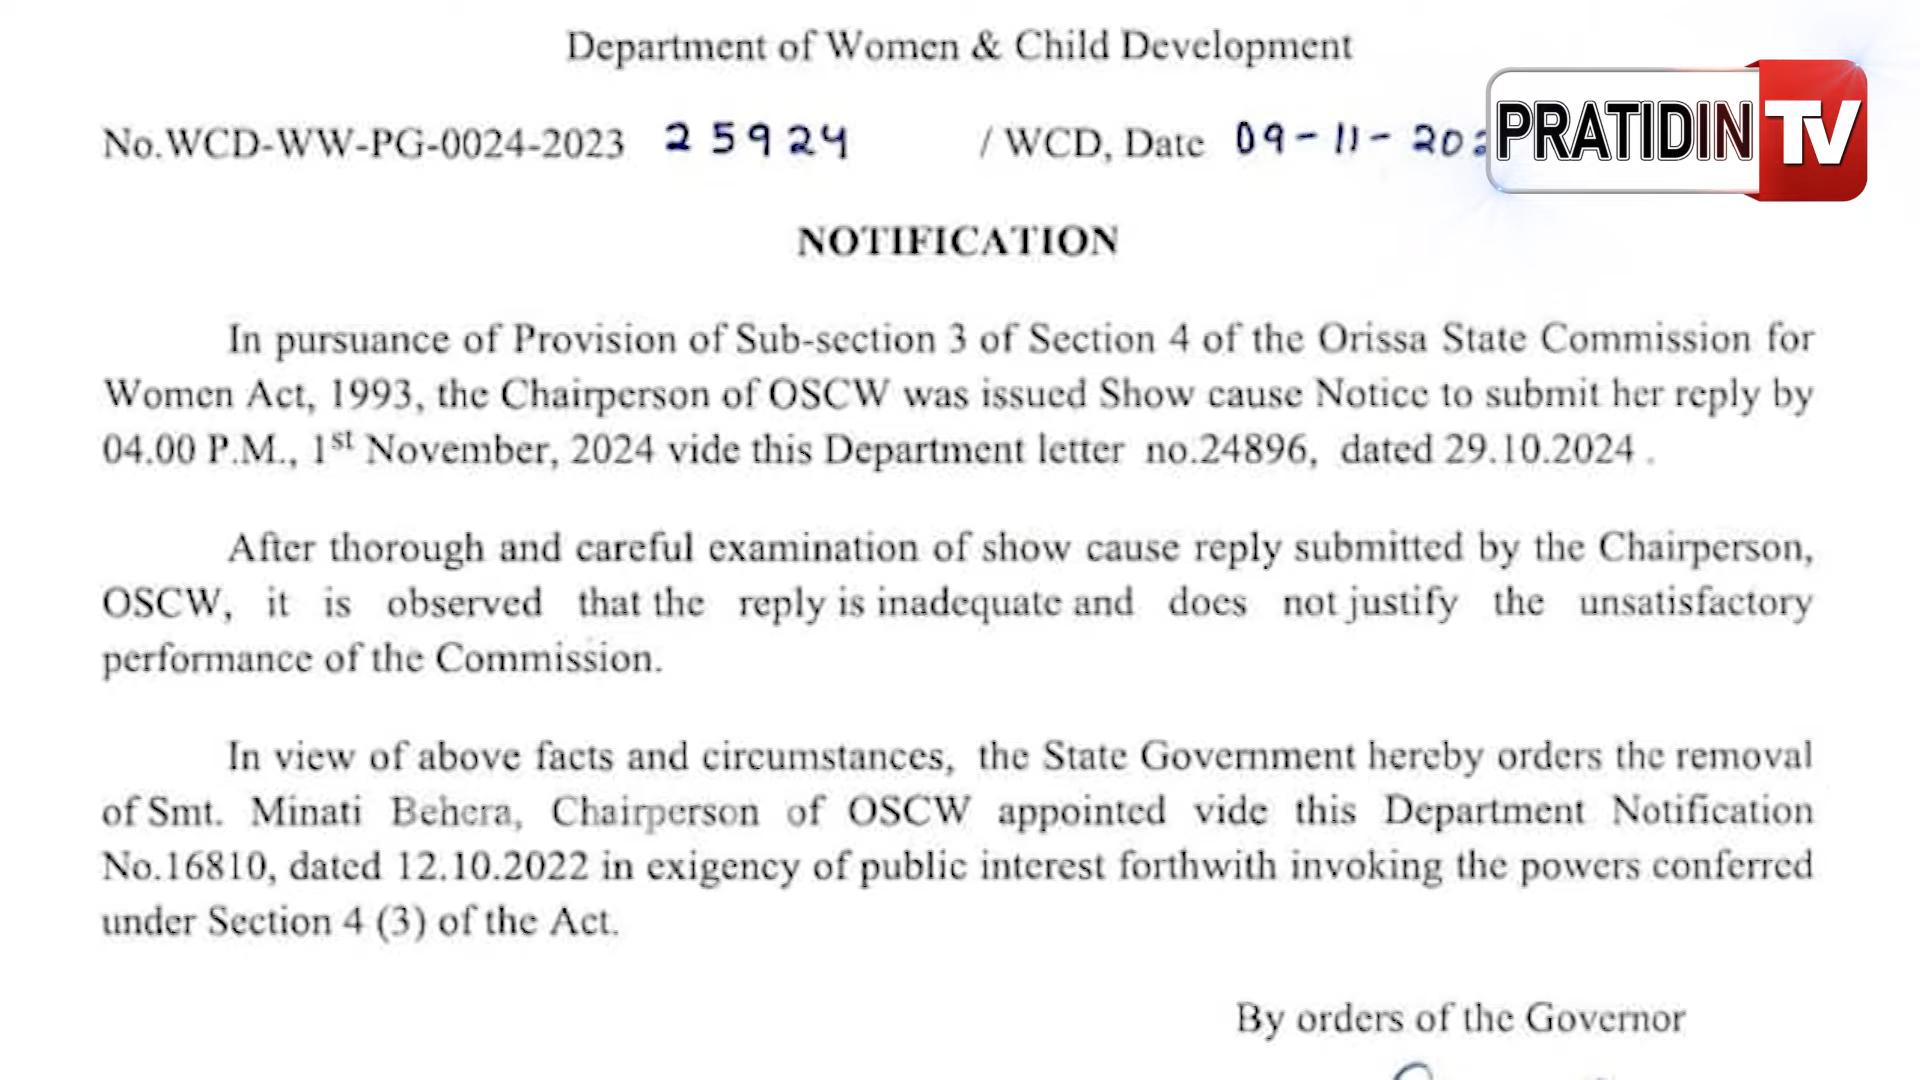 Department of Women & Child Development
No.WCD-WW-PG-0024-2023 25924 / WCD, Date 09-11-202
PRATIDIN TV
NOTIFICATION
In pursuance of Provision of Sub-section 3 of Section 4 of the Orissa State Commission for
Women Act, 1993, the Chairperson of OSCW was issued Show cause Notice to submit her reply by
04.00 P.M., 1st November, 2024 vide this Department letter no.24896, dated 29.10.2024 .
After thorough and careful examination of show cause reply submitted by the Chairperson,
OSCW, it is observed that the reply is inadequate and does not justify the unsatisfactory
performance of the Commission.
In view of above facts and circumstances, the State Government hereby orders the removal
of Smt. Minati Behera, Chairperson of OSCW appointed vide this Department Notification
No.16810, dated 12.10.2022 in exigency of public interest forthwith invoking the powers conferred
under Section 4 (3) of the Act.
By orders of the Governor